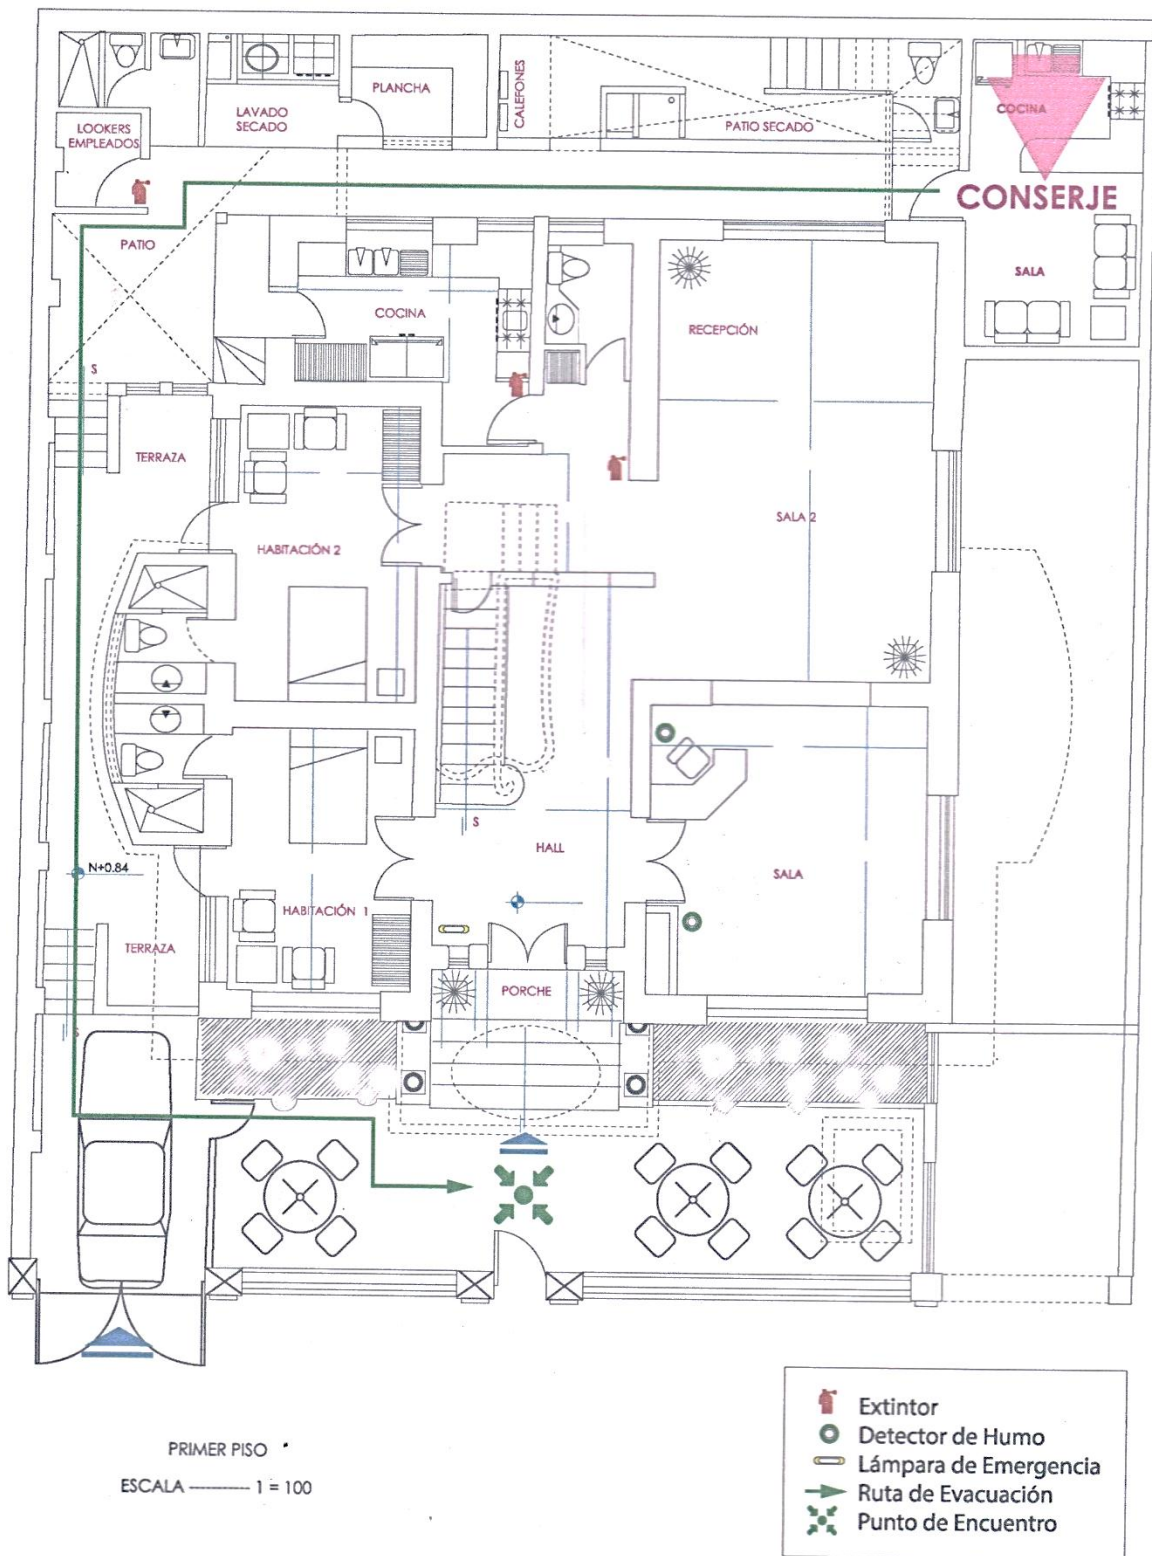 PLANCHA
CALEFONES
COCINA
LAVADO
SECADO
LOOKERS
EMPLEADOS
PATIO SECADO
CONSERJE
PATIO
SALA
COCINA
RECEPCIÓN
S
TERRAZA
SALA 2
HABITACIÓN 2
S
HALL
N+0.84
SALA
HABITACIÓN 1
TERRAZA
PORCHE
S
PRIMER PISO
ESCALA ---------- 1 = 100
Extintor
Detector de Humo
Lámpara de Emergencia
Ruta de Evacuación
Punto de Encuentro